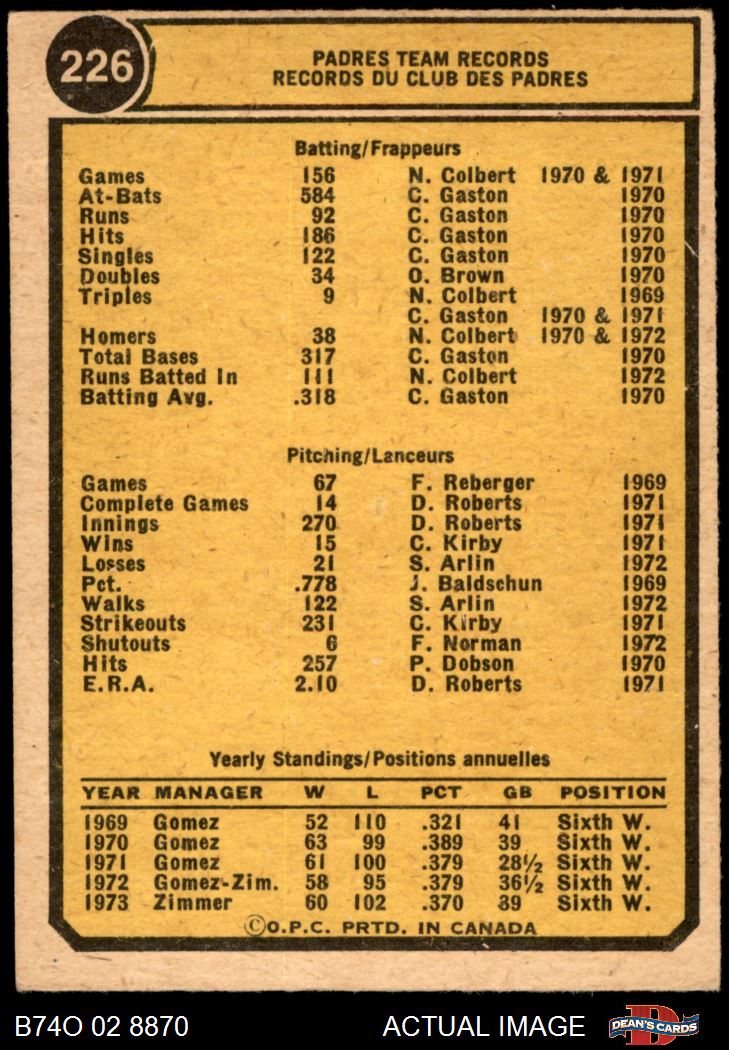 226
PADRES TEAM RECORDS
RECORDS DU CLUB DES PADRES
Batting/Frappeurs
Games 156 N. Colbert 1970 & 1971
At-Bats 584 C. Gaston 1970
Runs 92 C. Gaston 1970
Hits 186 C. Gaston 1970
Singles 122 C. Gaston 1970
Doubles 34 O. Brown 1970
Triples 9 N. Colbert 1969
C. Gaston 1970 & 1971
Homers 38 N. Colbert 1970 & 1972
Total Bases 317 C. Gaston 1970
Runs Batted In 111 N. Colbert 1972
Batting Avg. .318 C. Gaston 1970
Pitching/Lanceurs
Games 67 F. Reberger 1969
Complete Games 14 D. Roberts 1971
Innings 270 D. Roberts 1971
Wins 15 C. Kirby 1971
Losses 21 S. Arlin 1972
Pct. .778 J. Baldschun 1969
Walks 122 S. Arlin 1972
Strikeouts 231 C. Kirby 1971
Shutouts 6 F. Norman 1972
Hits 257 P. Dobson 1970
E.R.A. 2.10 D. Roberts 1971
Yearly Standings/Positions annuelles
YEAR MANAGER W L PCT GB POSITION
1969 Gomez 52 110 .321 41 Sixth W.
1970 Gomez 63 99 .389 39 Sixth W.
1971 Gomez 61 100 .379 28½ Sixth W.
1972 Gomez-Zim. 58 95 .379 36½ Sixth W.
1973 Zimmer 60 102 .370 39 Sixth W.
©O.P.C. PRTD. IN CANADA
B74O 02 8870 ACTUAL IMAGE DEAN'S CARDS